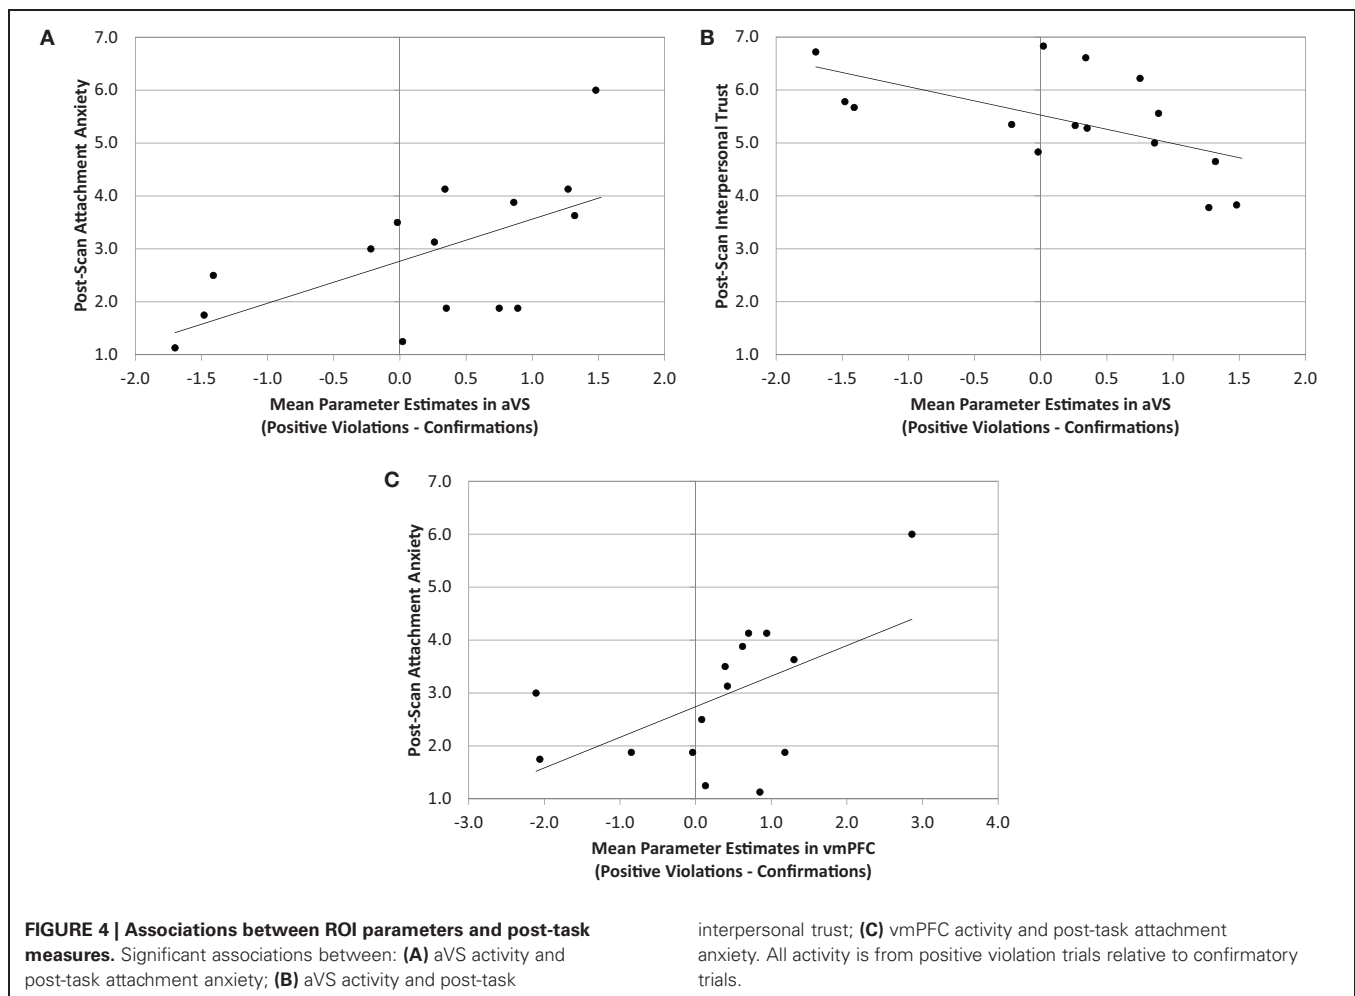 A
7.0
6.0
5.0
4.0
3.0
2.0
1.0
Post-Scan Attachment Anxiety
-2.0 -1.5 -1.0 -0.5 0.0 0.5 1.0 1.5 2.0
Mean Parameter Estimates in aVS
(Positive Violations - Confirmations)
B
7.0
6.0
5.0
4.0
3.0
2.0
1.0
Post-Scan Interpersonal Trust
-2.0 -1.5 -1.0 -0.5 0.0 0.5 1.0 1.5 2.0
Mean Parameter Estimates in aVS
(Positive Violations - Confirmations)
C
7.0
6.0
5.0
4.0
3.0
2.0
1.0
Post-Scan Attachment Anxiety
-3.0 -2.0 -1.0 0.0 1.0 2.0 3.0 4.0
Mean Parameter Estimates in vmPFC
(Positive Violations - Confirmations)
FIGURE 4 | Associations between ROI parameters and post-task
measures. Significant associations between: (A) aVS activity and
post-task attachment anxiety; (B) aVS activity and post-task
interpersonal trust; (C) vmPFC activity and post-task attachment
anxiety. All activity is from positive violation trials relative to confirmatory
trials.